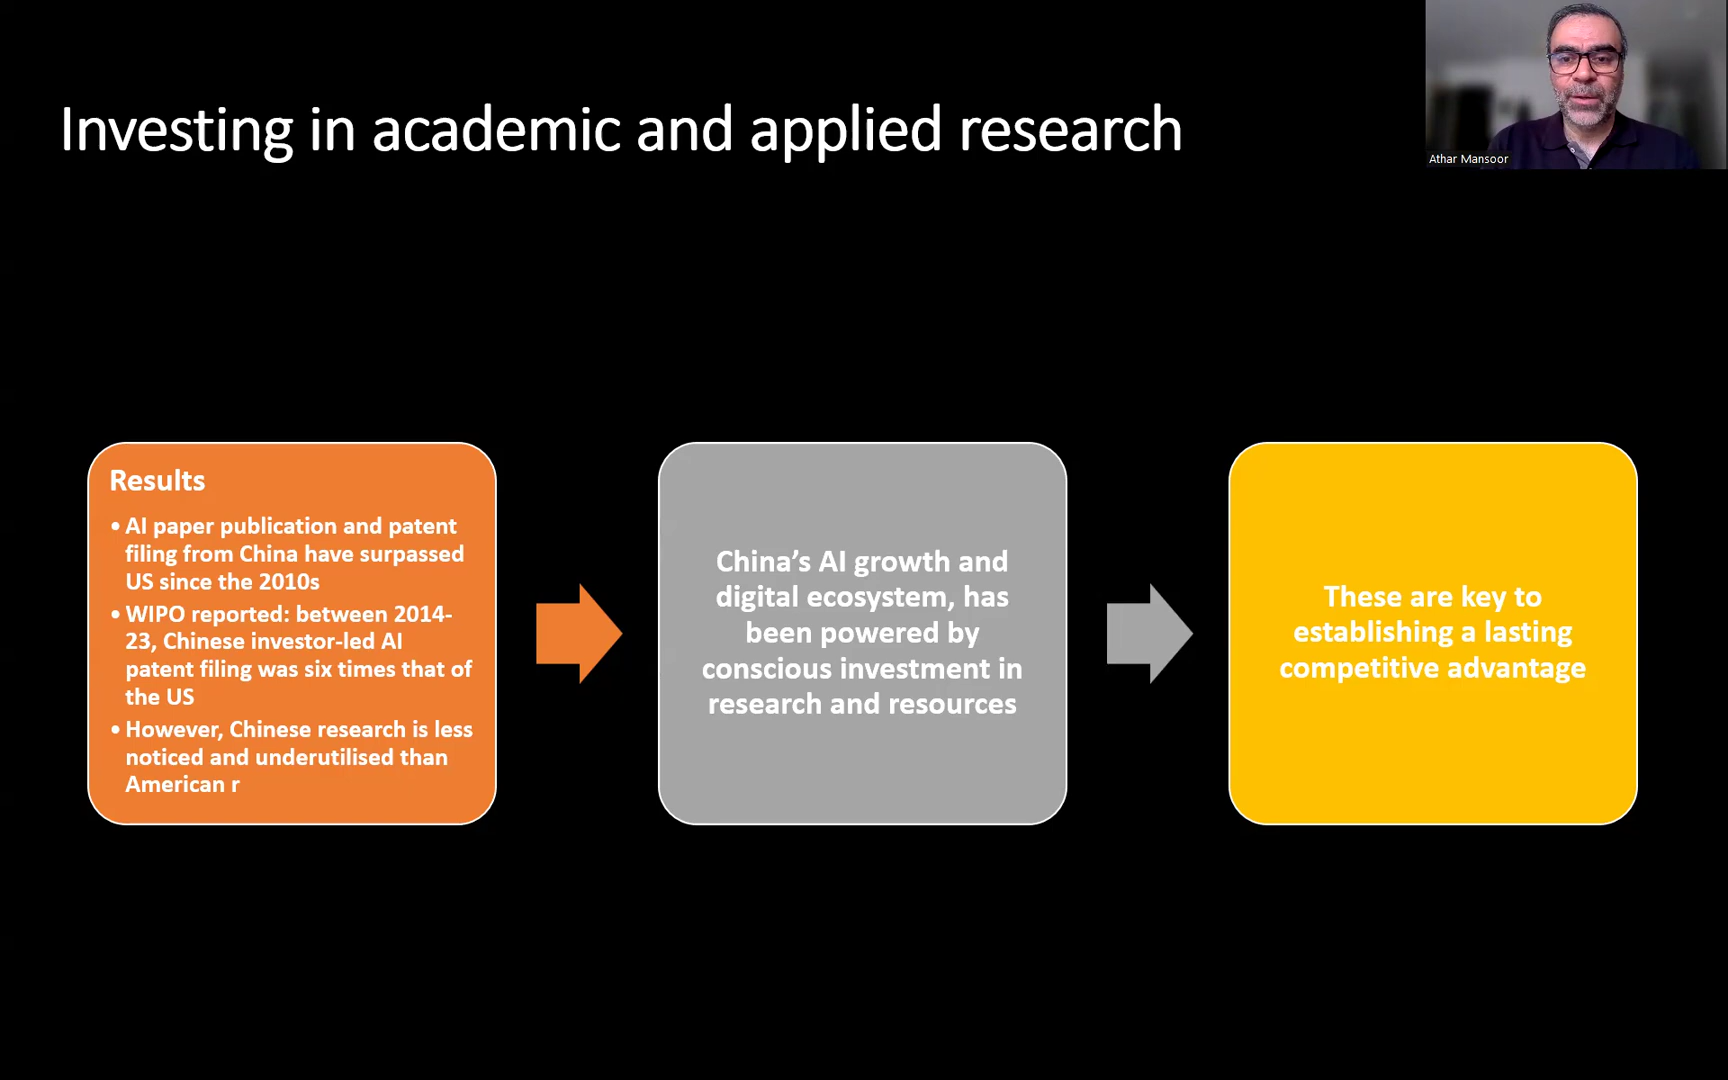 Investing in academic and applied research
Athar Mansoor
Results
• AI paper publication and patent
filing from China have surpassed
US since the 2010s
• WIPO reported: between 2014-
23, Chinese investor-led AI
patent filing was six times that of
the US
• However, Chinese research is less
noticed and underutilised than
American r
China’s AI growth and
digital ecosystem, has
been powered by
conscious investment in
research and resources
These are key to
establishing a lasting
competitive advantage